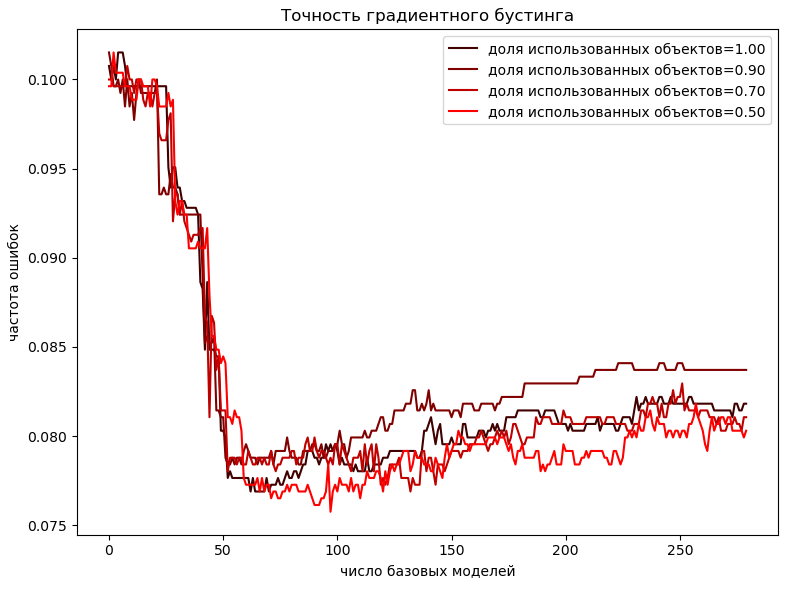 Точность градиентного бустинга
доля использованных объектов=1.00
доля использованных объектов=0.90
доля использованных объектов=0.70
доля использованных объектов=0.50
частота ошибок
0.100
0.095
0.090
0.085
0.080
0.075
0 50 100 150 200 250
число базовых моделей